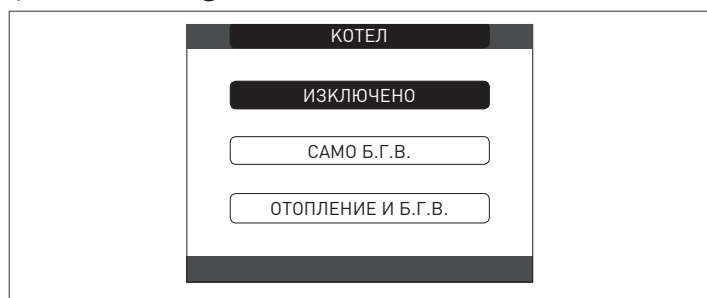 КОТЕЛ
ИЗКЛЮЧЕНО
САМО Б.Г.В.
ОТОПЛЕНИЕ И Б.Г.В.